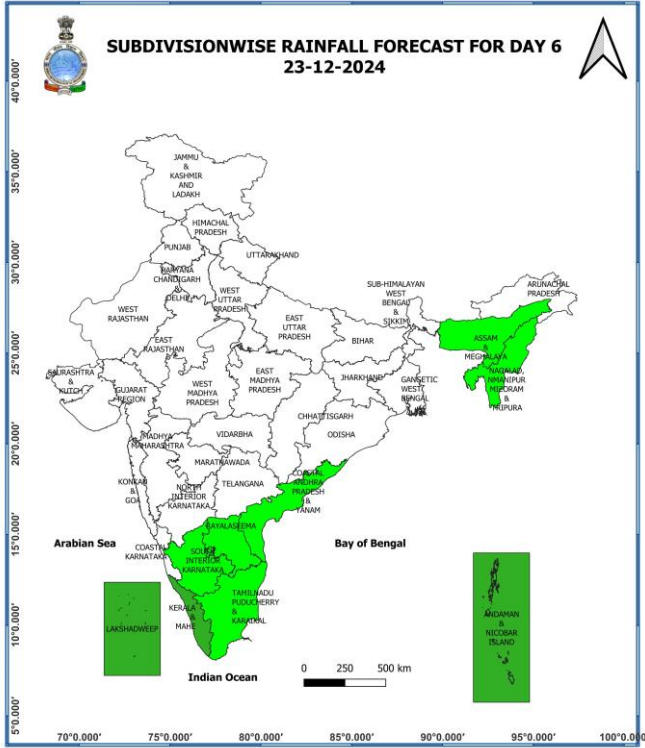 SUBDIVISIONWISE RAINFALL FORECAST FOR DAY 6
23-12-2024
40°0.000'
35°0.000'
30°0.000'
25°0.000'
20°0.000'
15°0.000'
10°0.000'
5°0.000'
JAMMU
&
KASHMIR
AND
LADAKH
HIMACHAL
PRADESH
PUNJAB
UTTARAKHAND
HARYANA
CHANDIGARH
&
DELHI
WEST
UTTAR
PRADESH
WEST
RAJASTHAN
EAST
RAJASTHAN
EAST
UTTAR
PRADESH
SUB-HIMALAYAN
WEST
BENGAL
&
SIKKIM
ARUNACHAL
PRADESH
ASSAM
&
MEGHALAYA
NAGALAD,
NMANIPUR
MIZORAM
&
TRIPURA
BIHAR
SAURASHTRA
&
KUTCH
GUJARAT
REGION
WEST
MADHYA
PRADESH
EAST
MADHYA
PRADESH
JHARKHAND
GANSETIC
WEST
BENGAL
CHHATTISGARH
ODISHA
MADHYA
MAHARASHTRA
VIDARBHA
MARATHAWADA
TELANGANA
KONKAN
&
GOA
NORTH
INTERIOR
KARNATAKA
COASTAL
ANDHRA
PRADESH
&
YANAM
RAYALASEEMA
COASTAL
KARNATAKA
SOUTH
INTERIOR
KARNATAKA
TAMILNADU
PUDUCHERRY
&
KARAIKAL
KERALA
&
MAHE
LAKSHADWEEP
ANDAMAN
&
NICOBAR
ISLAND
Arabian Sea
Bay of Bengal
Indian Ocean
0 250 500 km
70°0.000' 75°0.000' 80°0.000' 85°0.000' 90°0.000' 95°0.000' 100°0.000